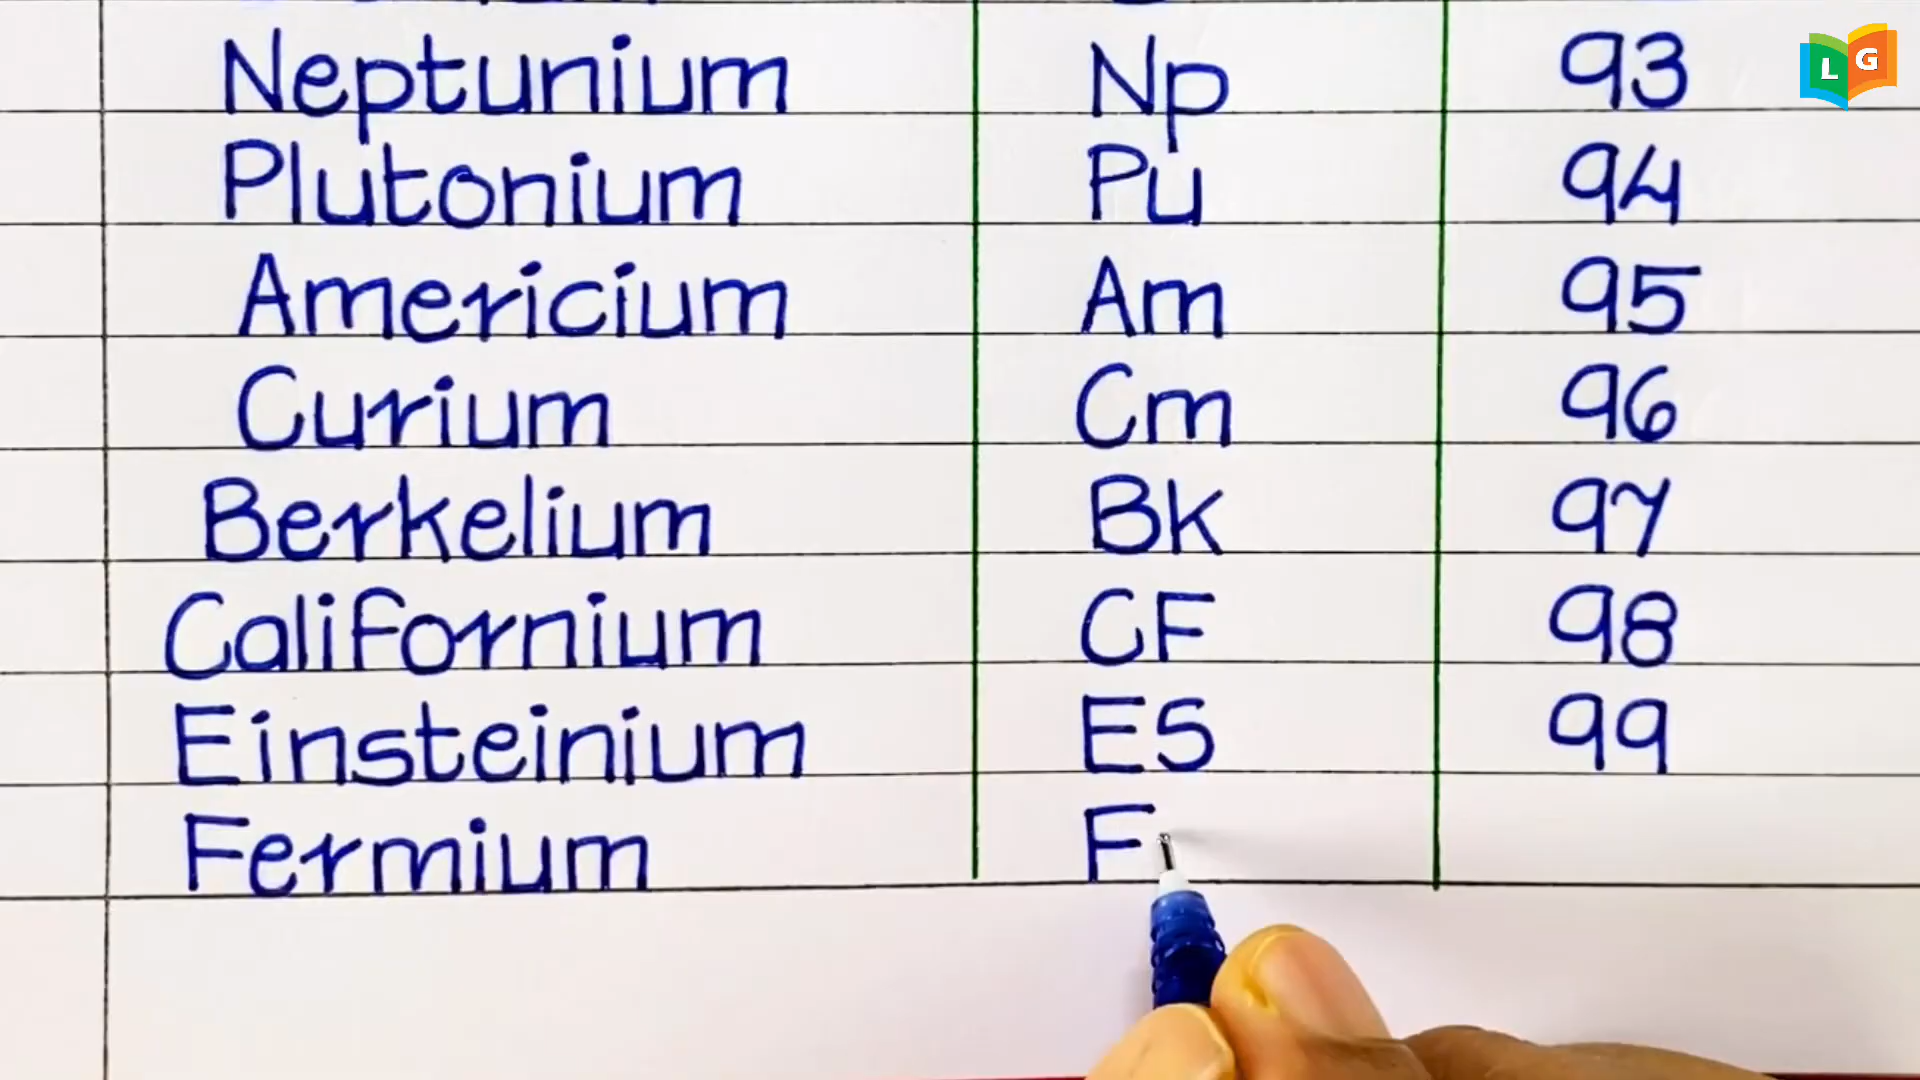 L G
Neptunium Np 93
Plutonium Pu 94
Americium Am 95
Curium Cm 96
Berkelium BK 97
Californium CF 98
Einsteinium ES 99
Fermium F